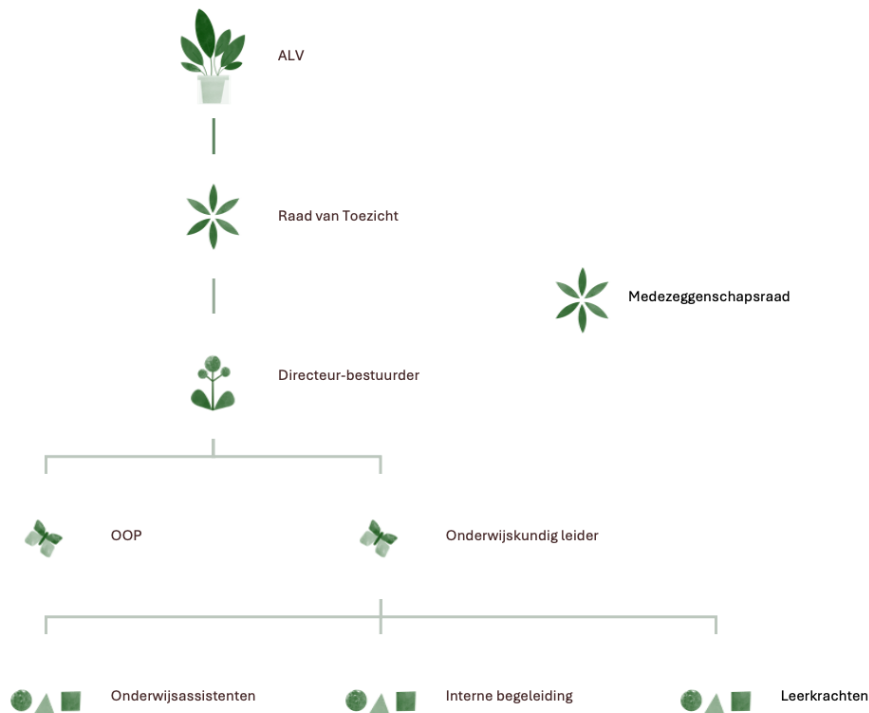 ALV
Raad van Toezicht
Medezeggenschapsraad
Directeur-bestuurder
OOP
Onderwijskundig leider
Onderwijsassistenten
Interne begeleiding
Leerkrachten